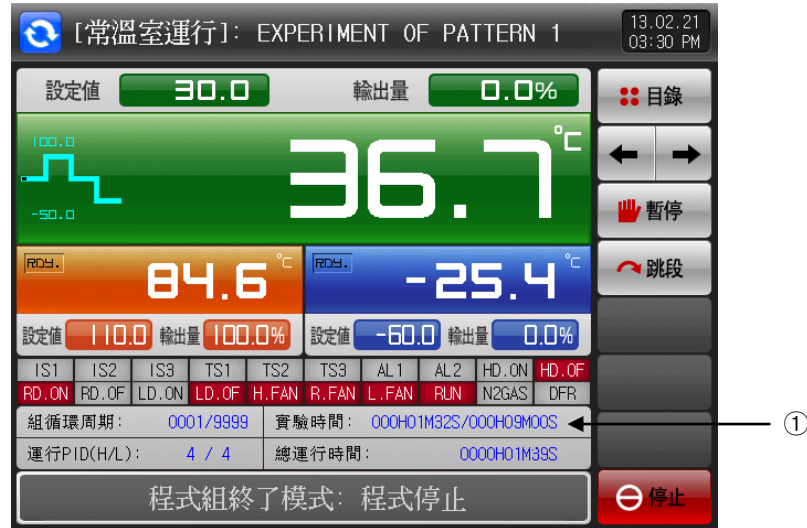 [常溫室運行]: EXPERIMENT OF PATTERN 1
13.02.21
03:30 PM
設定値 30.0 輸出量 0.0%
目錄
100.0
-50.0
36.7 °C
暫停
跳段
RDY. 84.6 °C
RDY. -25.4 °C
設定値 110.0 輸出量 100.0%
設定値 -60.0 輸出量 0.0%
IS1 IS2 IS3 TS1 TS2 TS3 AL1 AL2 HD.ON HD.OF
RD.ON RD.OF LD.ON LD.OF H.FAN R.FAN L.FAN RUN N2GAS DFR
組循環周期: 0001/9999 實驗時間: 000H01M32S/000H09M00S ①
運行PID(H/L): 4 / 4 總運行時間: 0000H01M39S
程式組終了模式: 程式停止
停止